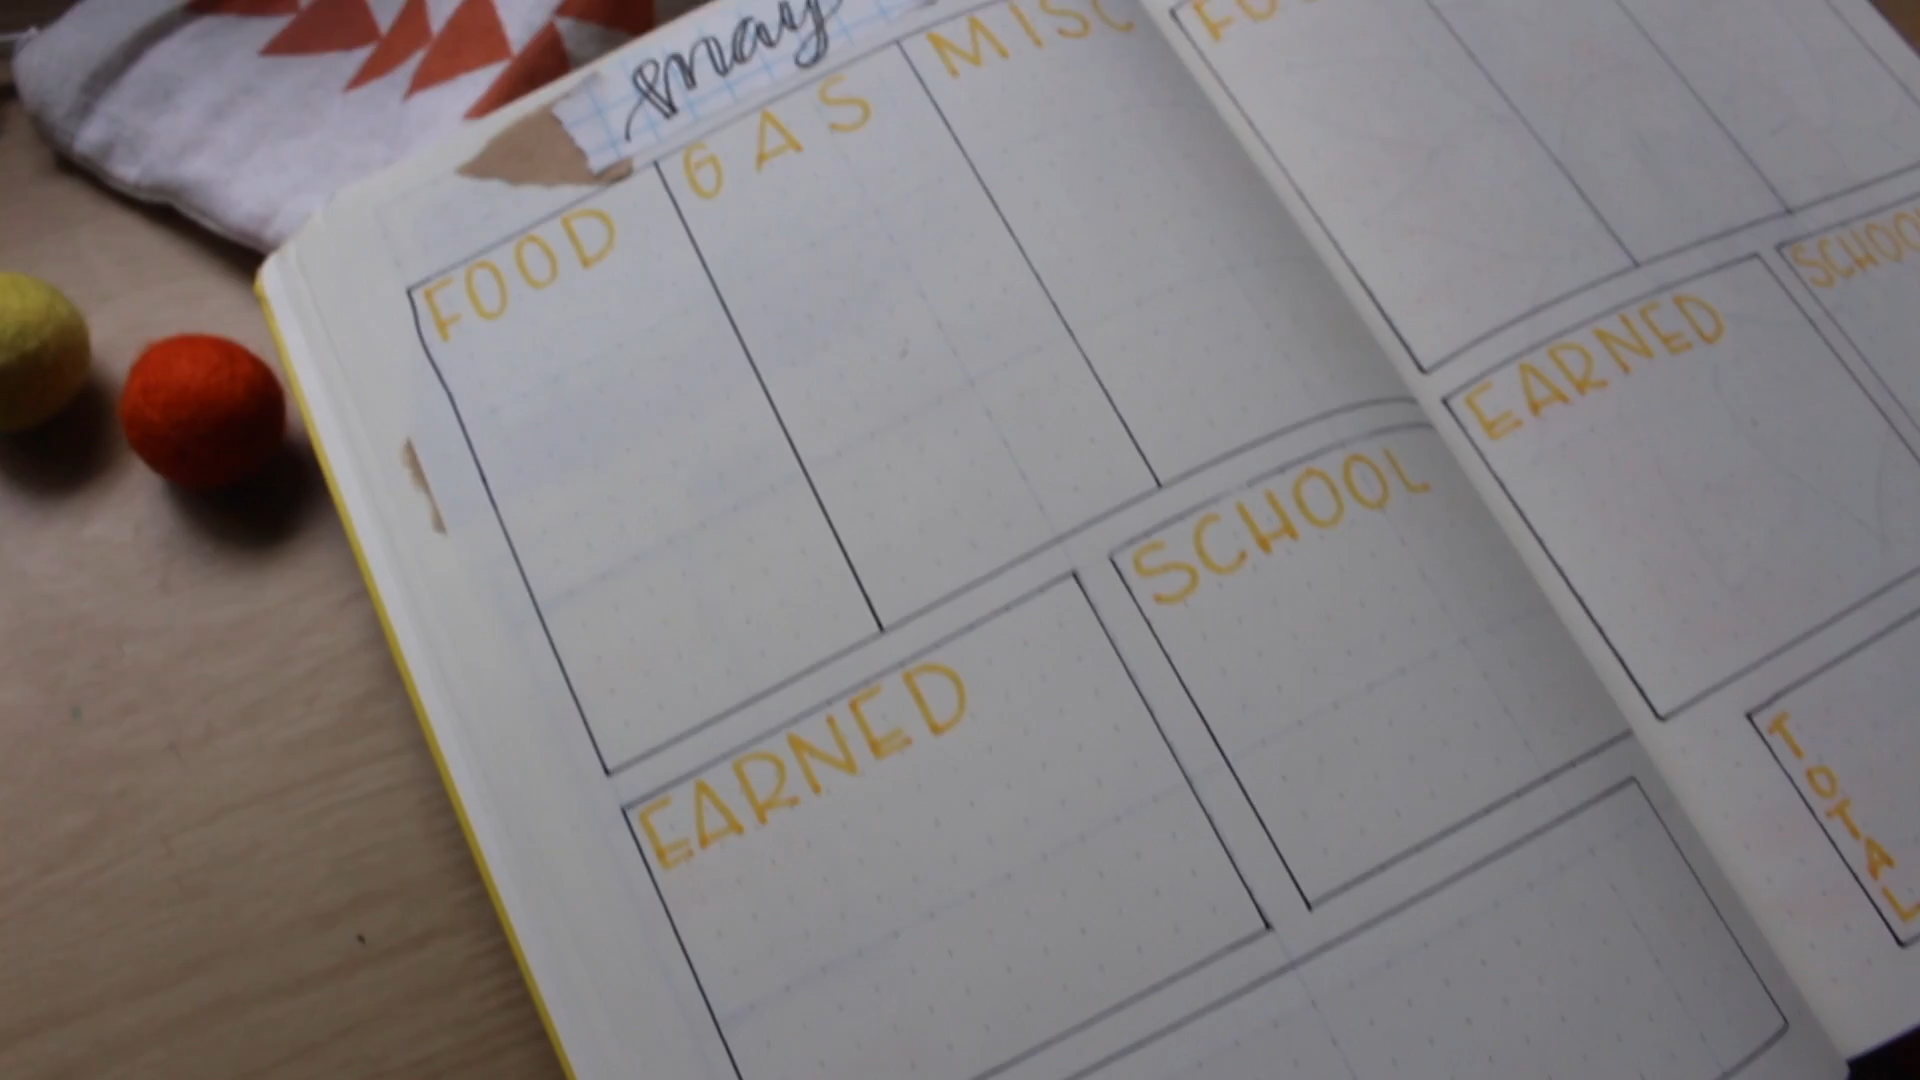 may
FOOD
GAS
MISC
EARNED
SCHOOL
EARNED
SCHOOL
TOTAL